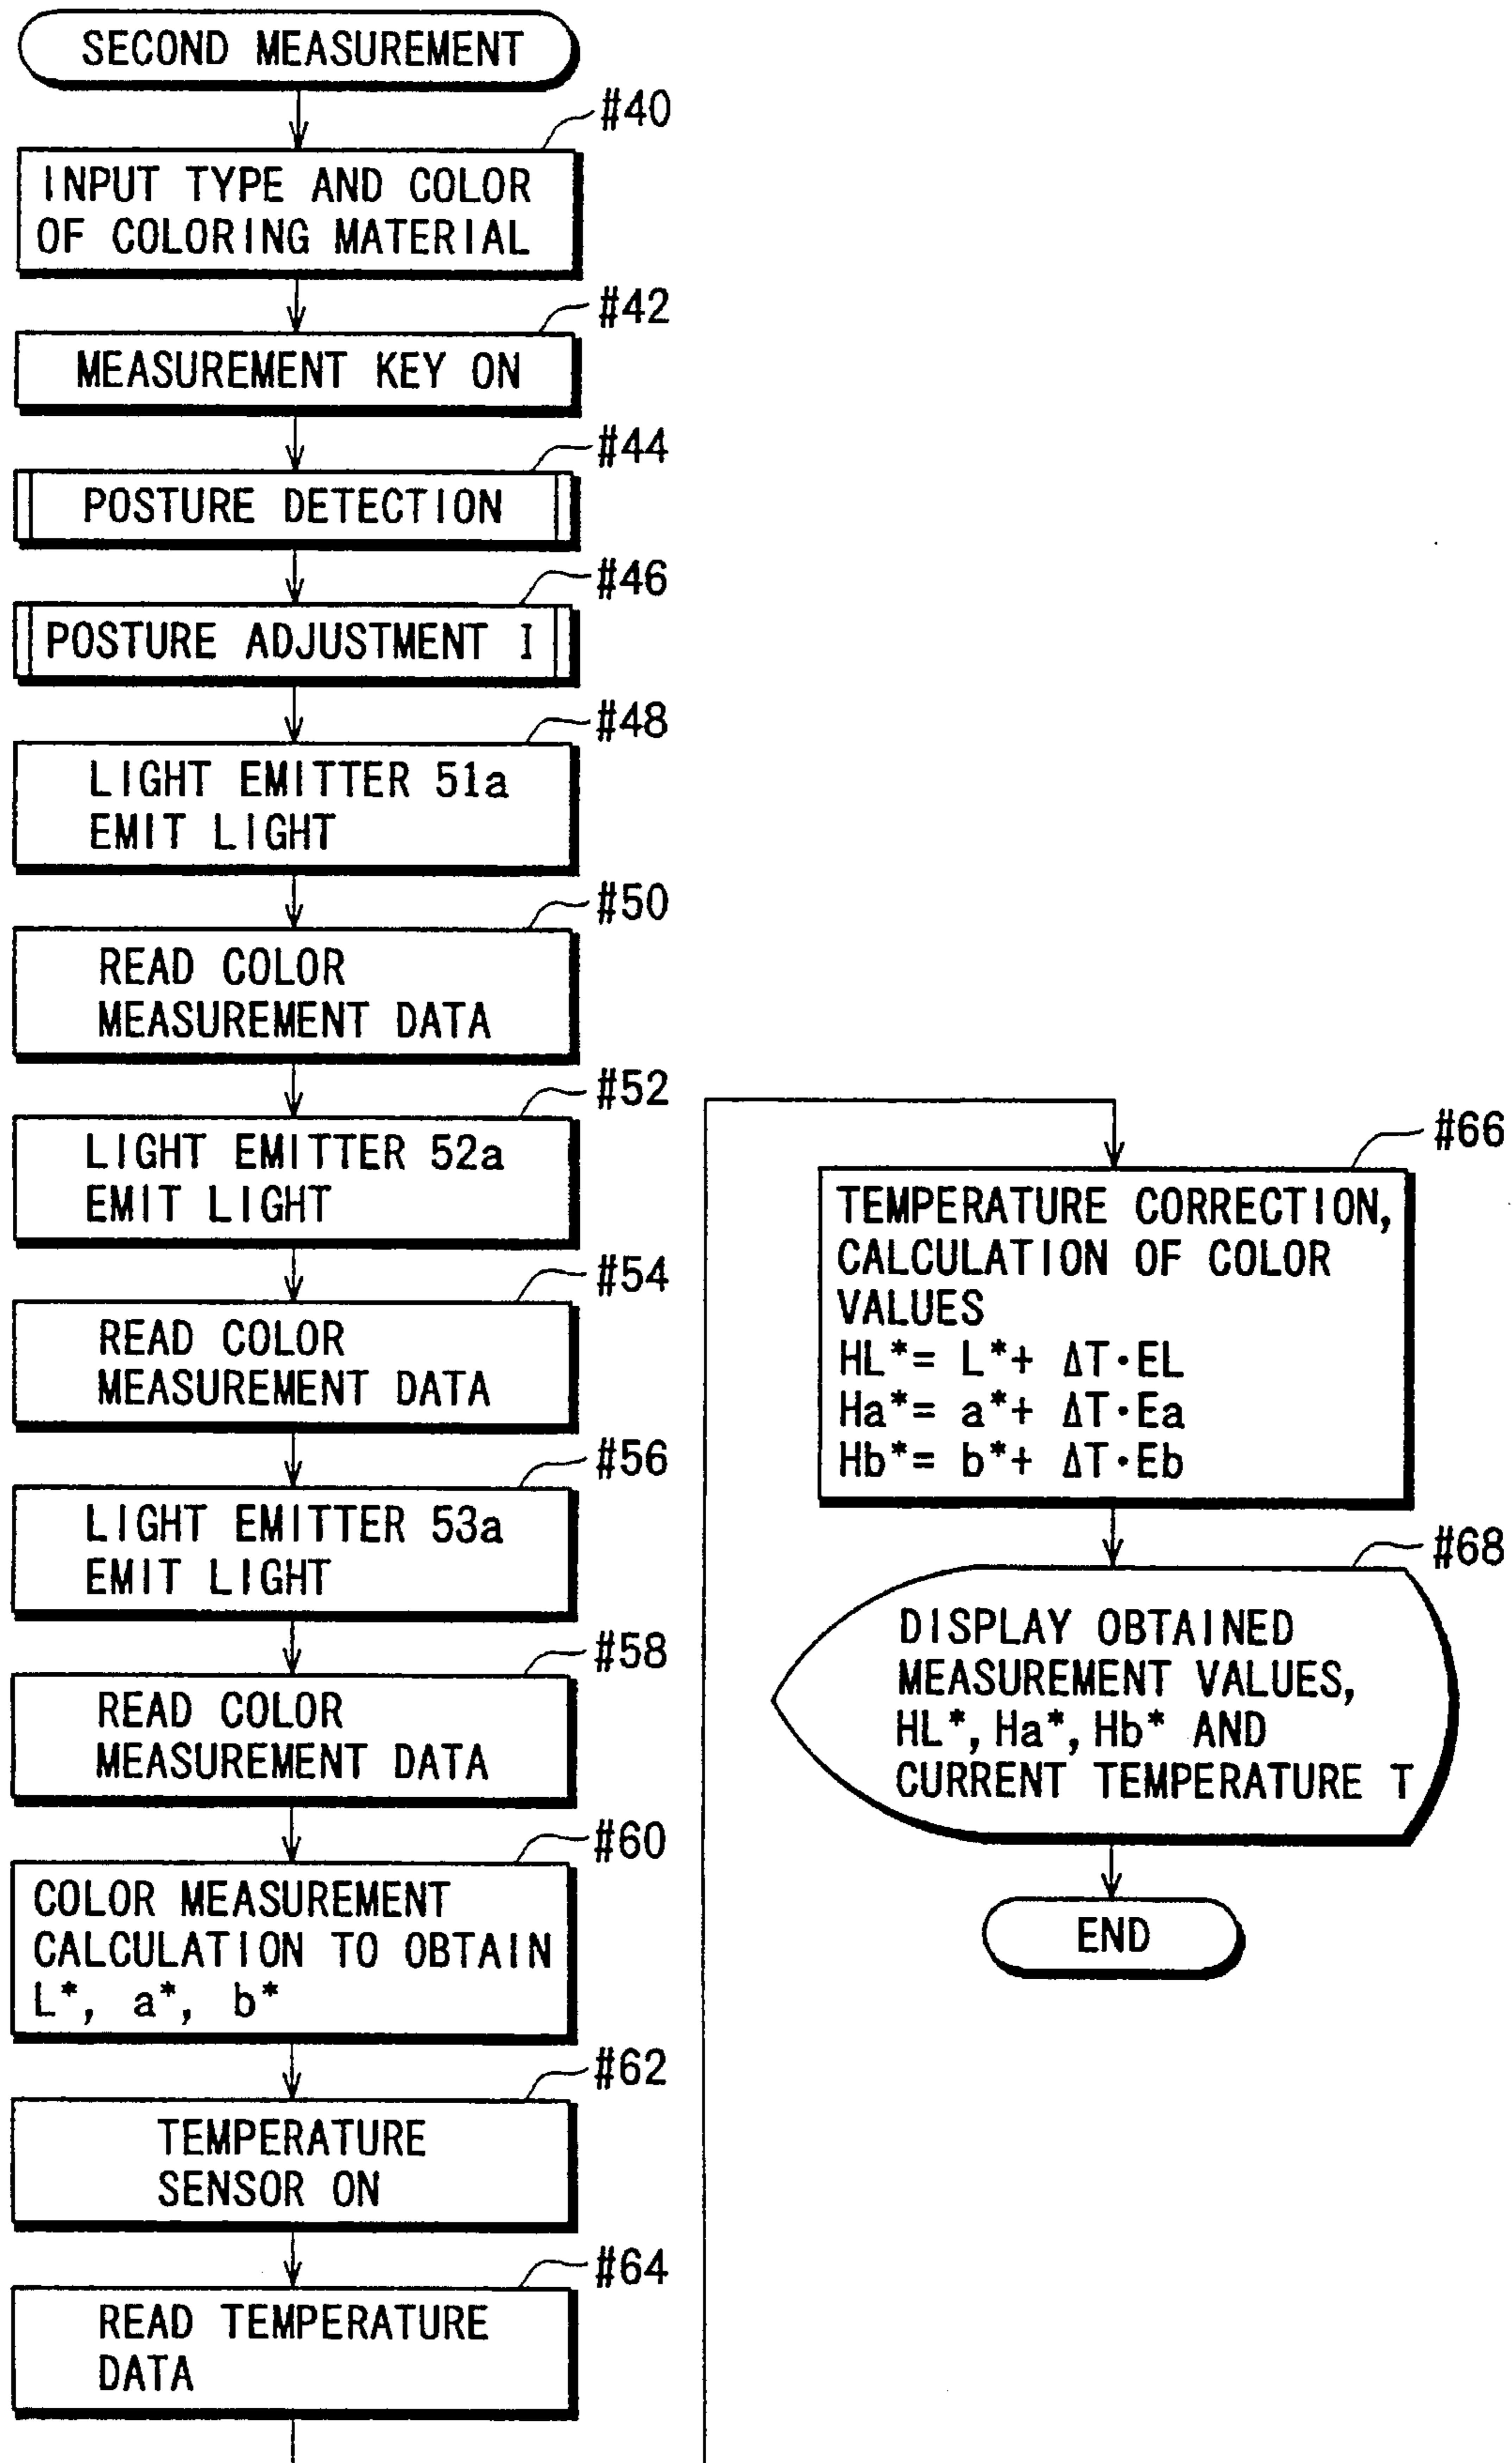 SECOND MEASUREMENT
#40
INPUT TYPE AND COLOR
OF COLORING MATERIAL
#42
MEASUREMENT KEY ON
#44
POSTURE DETECTION
#46
POSTURE ADJUSTMENT I
#48
LIGHT EMITTER 51a
EMIT LIGHT
#50
READ COLOR
MEASUREMENT DATA
#52
LIGHT EMITTER 52a
EMIT LIGHT
#54
READ COLOR
MEASUREMENT DATA
#56
LIGHT EMITTER 53a
EMIT LIGHT
#58
READ COLOR
MEASUREMENT DATA
#60
COLOR MEASUREMENT
CALCULATION TO OBTAIN
L*, a*, b*
#62
TEMPERATURE
SENSOR ON
#64
READ TEMPERATURE
DATA
#66
TEMPERATURE CORRECTION,
CALCULATION OF COLOR
VALUES
HL*= L*+ ΔT·EL
Ha*= a*+ ΔT·Ea
Hb*= b*+ ΔT·Eb
#68
DISPLAY OBTAINED
MEASUREMENT VALUES,
HL*, Ha*, Hb* AND
CURRENT TEMPERATURE T
END